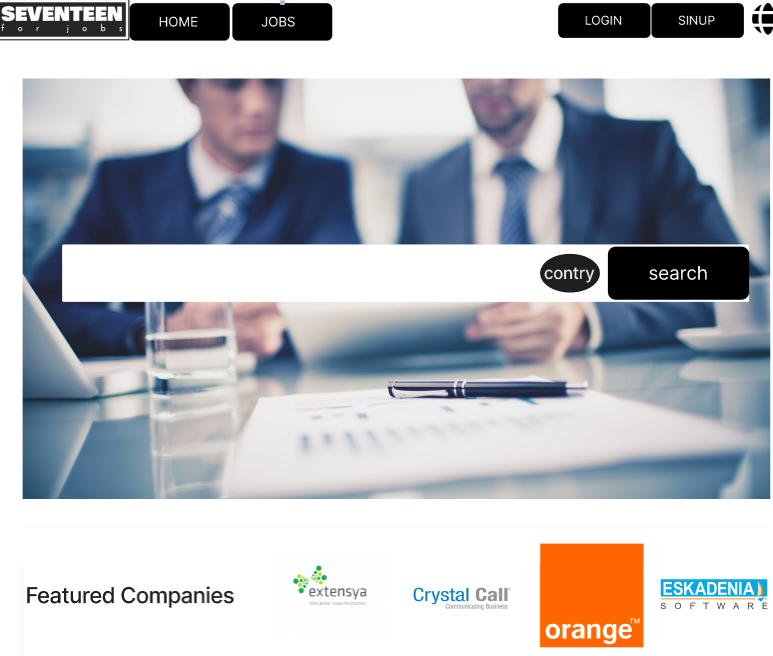 SEVENTEEN
for jobs
HOME
JOBS
LOGIN
SINUP
contry
search
Featured Companies
extensya
Crystal Call
Communicating Business
orange™
ESKADENIA
SOFTWARE